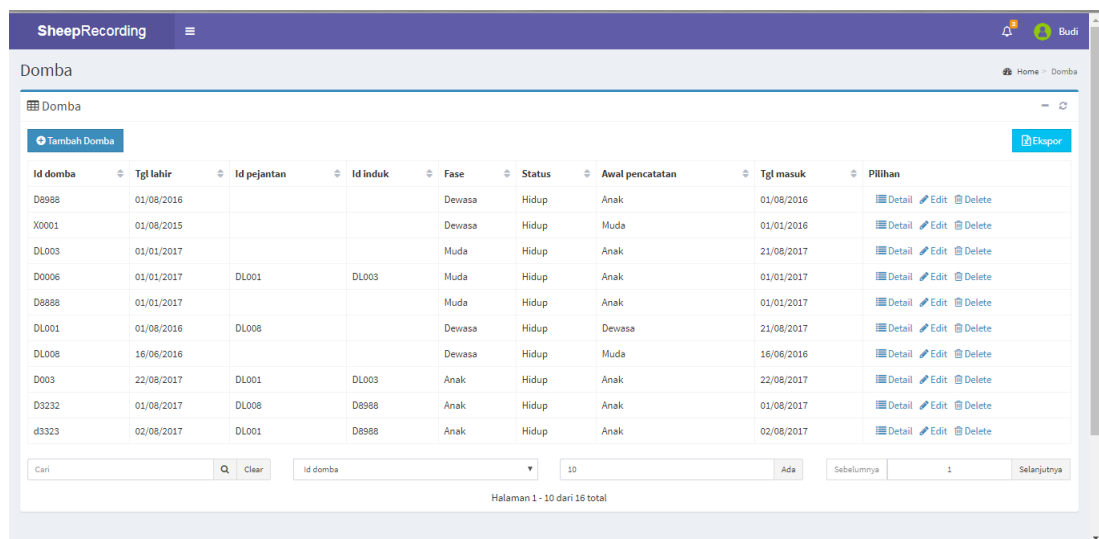 SheepRecording Budi
Domba Home > Domba
Domba
Tambah Domba Ekspor
Id domba Tgl lahir Id pejantan Id induk Fase Status Awal pencatatan Tgl masuk Pilihan
D8988 01/08/2016 Dewasa Hidup Anak 01/08/2016 Detail Edit Delete
X0001 01/08/2015 Dewasa Hidup Muda 01/01/2016 Detail Edit Delete
DL003 01/01/2017 Muda Hidup Anak 21/08/2017 Detail Edit Delete
D0006 01/01/2017 DL001 DL003 Muda Hidup Anak 01/01/2017 Detail Edit Delete
D8888 01/01/2017 Muda Hidup Anak 01/01/2017 Detail Edit Delete
DL001 01/08/2016 DL008 Dewasa Hidup Dewasa 21/08/2017 Detail Edit Delete
DL008 16/06/2016 Dewasa Hidup Muda 16/06/2016 Detail Edit Delete
D003 22/08/2017 DL001 DL003 Anak Hidup Anak 22/08/2017 Detail Edit Delete
D3232 01/08/2017 DL008 D8988 Anak Hidup Anak 01/08/2017 Detail Edit Delete
d3323 02/08/2017 DL001 D8988 Anak Hidup Anak 02/08/2017 Detail Edit Delete
Cari Clear Id domba 10 Ada Sebelumnya 1 Selanjutnya
Halaman 1 - 10 dari 16 total